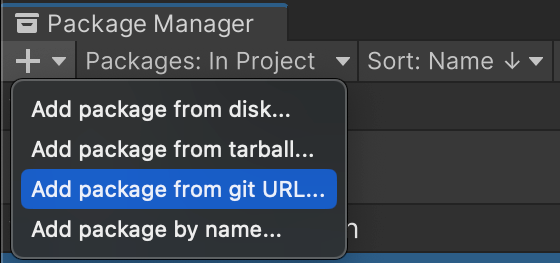 Package Manager
Packages: In Project Sort: Name ↓
Add package from disk...
Add package from tarball...
Add package from git URL...
Add package by name...